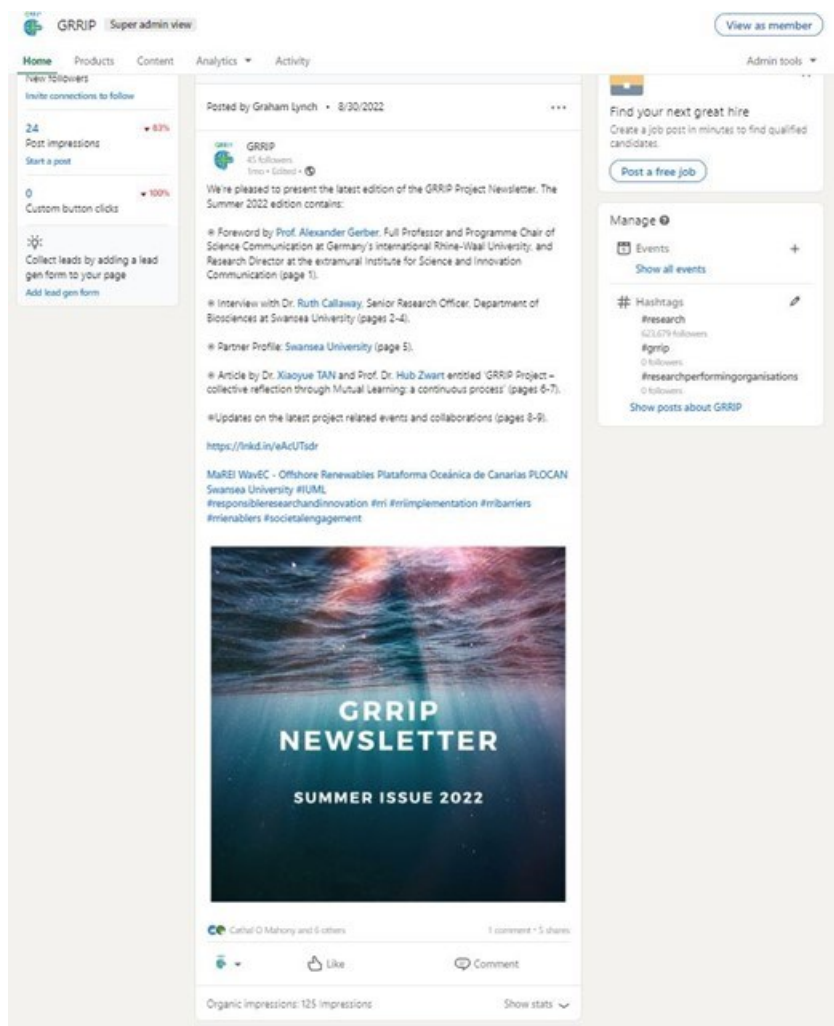 GRRIP Super admin view
View as member
Home Products Content Analytics Activity
Admin tools
New followers
Invite connections to follow
24 83%
Post impressions
Start a post
0 100%
Custom button clicks
Collect leads by adding a lead
gen form to your page
Add lead gen form
Posted by Graham Lynch • 8/30/2022
GRRIP
GRRIP
45 followers
1mo • Edited •
We're pleased to present the latest edition of the GRRIP Project Newsletter. The
Summer 2022 edition contains:
Foreword by Prof. Alexander Gerber, Full Professor and Programme Chair of
Science Communication at Germany's international Rhine-Waal University; and
Research Director at the extramural Institute for Science and Innovation
Communication (page 1).
Interview with Dr. Ruth Callaway, Senior Research Officer, Department of
Biosciences at Swansea University (pages 2-4).
Partner Profile: Swansea University (page 5).
Article by Dr. Xiaoyue TAN and Prof. Dr. Hub Zwart entitled 'GRRIP Project –
collective reflection through Mutual Learning: a continuous process' (pages 6-7).
Updates on the latest project related events and collaborations (pages 8-9).
https://lnkd.in/eAcUTsdr
MaREI WavEC - Offshore Renewables Plataforma Oceánica de Canarias PLOCAN
Swansea University #IUML
#responsibleresearchandinnovation #rri #rriimplementation #rribarriers
#rrienablers #societalengagement
GRRIP
NEWSLETTER
SUMMER ISSUE 2022
Cathal O Mahony and 6 others
1 comment • 5 shares
Like Comment
Organic impressions: 125 Impressions
Show stats
Find your next great hire
Create a job post in minutes to find qualified
candidates.
Post a free job
Manage
Events +
Show all events
# Hashtags
#research
623,679 followers
#grrip
0 followers
#researchperformingorganisations
0 followers
Show posts about GRRIP